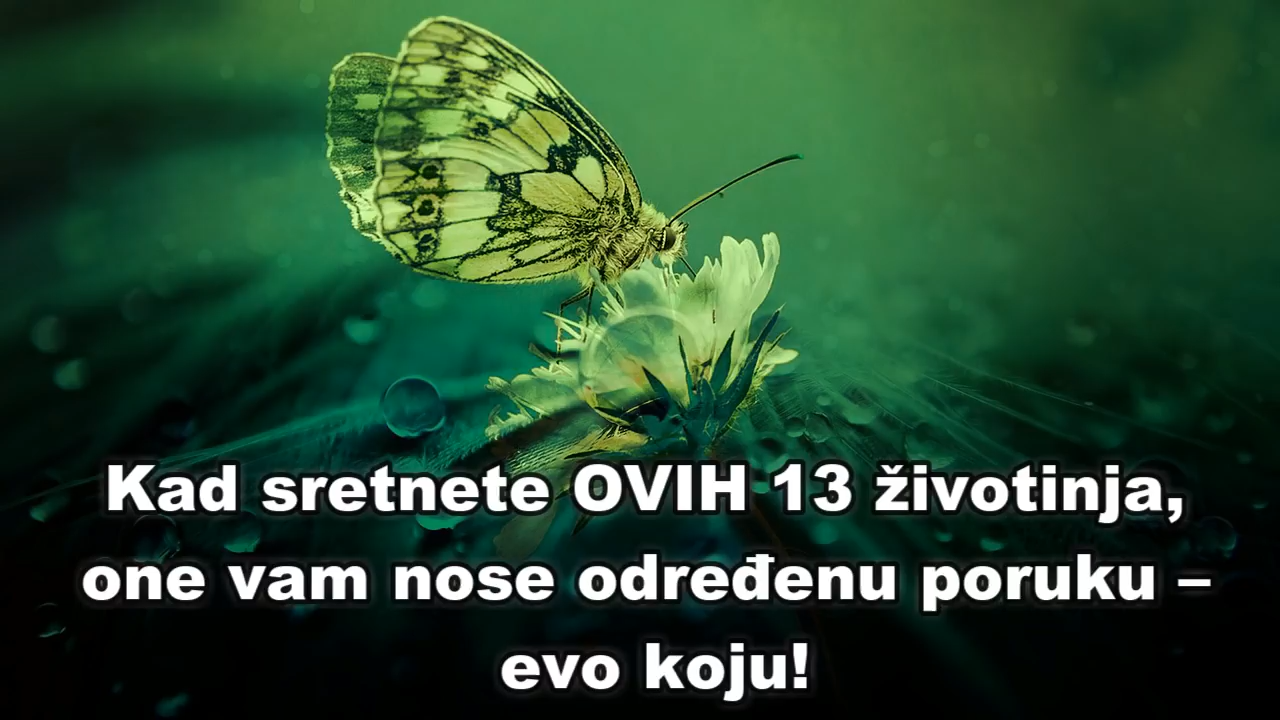 Kad sretnete OVIH 13 životinja,
one vam nose određenu poruku –
evo koju!